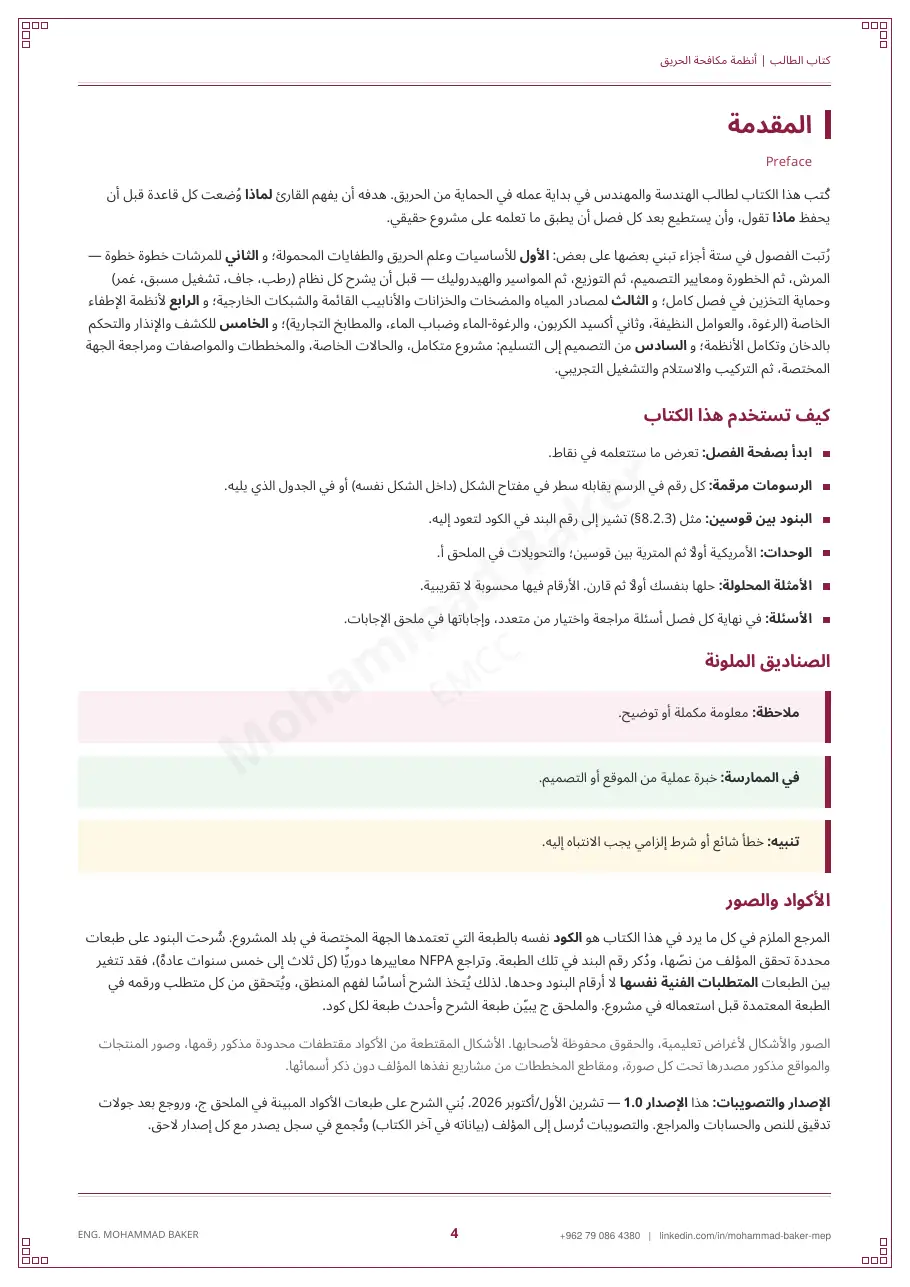 كتاب الطالب | أنظمة مكافحة الحريق
المقدمة
Preface
كُتب هذا الكتاب لطالب الهندسة والمهندس في بداية عمله في الحماية من الحريق. هدفه أن يفهم القارئ لماذا وُضعت كل قاعدة قبل أن
يحفظ ماذا تقول، وأن يستطيع بعد كل فصل أن يطبق ما تعلمه على مشروع حقيقي.
رُتبت الفصول في ستة أجزاء تبني بعضها على بعض: الأول للأساسيات وعلم الحريق والطفايات المحمولة؛ و الثاني للمرشات خطوة خطوة —
المرش، ثم الخطورة ومعايير التصميم، ثم التوزيع، ثم المواسير والهيدروليك — قبل أن يشرح كل نظام (رطب، جاف، تشغيل مسبق، غمر)
وحماية التخزين في فصل كامل؛ و الثالث لمصادر المياه والمضخات والخزانات والأنابيب القائمة والشبكات الخارجية؛ و الرابع لأنظمة الإطفاء
الخاصة (الرغوة، والعوامل النظيفة، وثاني أكسيد الكربون، والرغوة-الماء وضباب الماء، والمطابخ التجارية)؛ و الخامس للكشف والإنذار والتحكم
بالدخان وتكامل الأنظمة؛ و السادس من التصميم إلى التسليم: مشروع متكامل، والحالات الخاصة، والمخططات والمواصفات ومراجعة الجهة
المختصة، ثم التركيب والاستلام والتشغيل التجريبي.
كيف تستخدم هذا الكتاب
ابدأ بصفحة الفصل: تعرض ما ستتعلمه في نقاط.
الرسومات مرقمة: كل رقم في الرسم يقابله سطر في مفتاح الشكل (داخل الشكل نفسه) أو في الجدول الذي يليه.
البنود بين قوسين: مثل (§8.2.3) تشير إلى رقم البند في الكود لتعود إليه.
الوحدات: الأمريكية أولًا ثم المترية بين قوسين؛ والتحويلات في الملحق أ.
الأمثلة المحلولة: حلها بنفسك أولًا ثم قارن. الأرقام فيها محسوبة لا تقريبية.
الأسئلة: في نهاية كل فصل أسئلة مراجعة واختيار من متعدد، وإجاباتها في ملحق الإجابات.
الصناديق الملونة
ملاحظة: معلومة مكملة أو توضيح.
في الممارسة: خبرة عملية من الموقع أو التصميم.
تنبيه: خطأ شائع أو شرط إلزامي يجب الانتباه إليه.
الأكواد والصور
المرجع الملزم في كل ما يرد في هذا الكتاب هو الكود نفسه بالطبعة التي تعتمدها الجهة المختصة في بلد المشروع. شُرحت البنود على طبعات
محددة تحقق المؤلف من نصّها، وذُكر رقم البند في تلك الطبعة. وتراجع NFPA معاييرها دوريًّا (كل ثلاث إلى خمس سنوات عادةً)، فقد تتغير
بين الطبعات المتطلبات الفنية نفسها لا أرقام البنود وحدها. لذلك يُتخذ الشرح أساسًا لفهم المنطق، ويُتحقق من كل متطلب ورقمه في
الطبعة المعتمدة قبل استعماله في مشروع. والملحق ج يبيّن طبعة الشرح وأحدث طبعة لكل كود.
الصور والأشكال لأغراض تعليمية، والحقوق محفوظة لأصحابها. الأشكال المقتطعة من الأكواد مقتطفات محدودة مذكور رقمها، وصور المنتجات
والمواقع مذكور مصدرها تحت كل صورة، ومقاطع المخططات من مشاريع نفذها المؤلف دون ذكر أسمائها.
الإصدار والتصويبات: هذا الإصدار 1.0 — تشرين الأول/أكتوبر 2026. بُني الشرح على طبعات الأكواد المبينة في الملحق ج، وروجع بعد جولات
تدقيق للنص والحسابات والمراجع. والتصويبات تُرسل إلى المؤلف (بياناته في آخر الكتاب) وتُجمع في سجل يصدر مع كل إصدار لاحق.
Mohammad Baker
EMCC
ENG. MOHAMMAD BAKER
4
+962 79 086 4380 | linkedin.com/in/mohammad-baker-mep